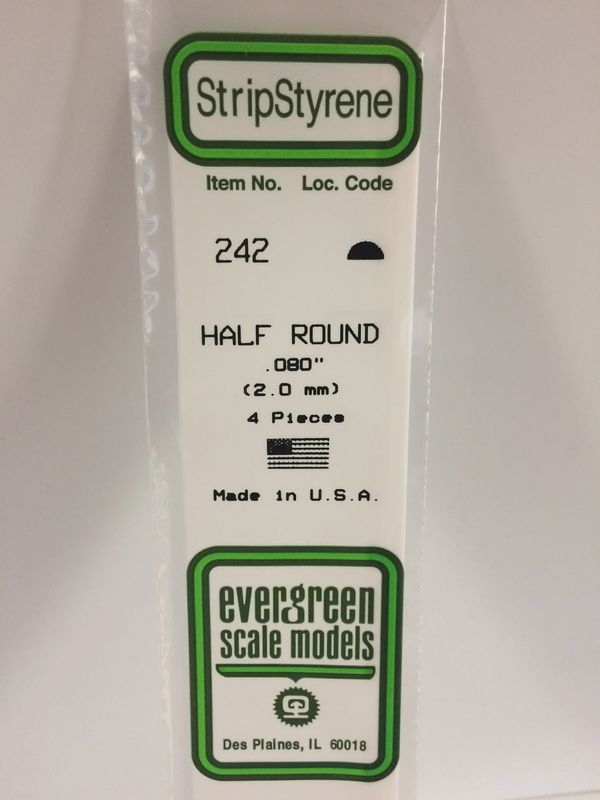 StripStyrene
Item No. Loc. Code
242
HALF ROUND
.080"
(2.0 mm)
4 Pieces
Made in U.S.A.
evergreen
scale models
Des Plaines, IL 60018